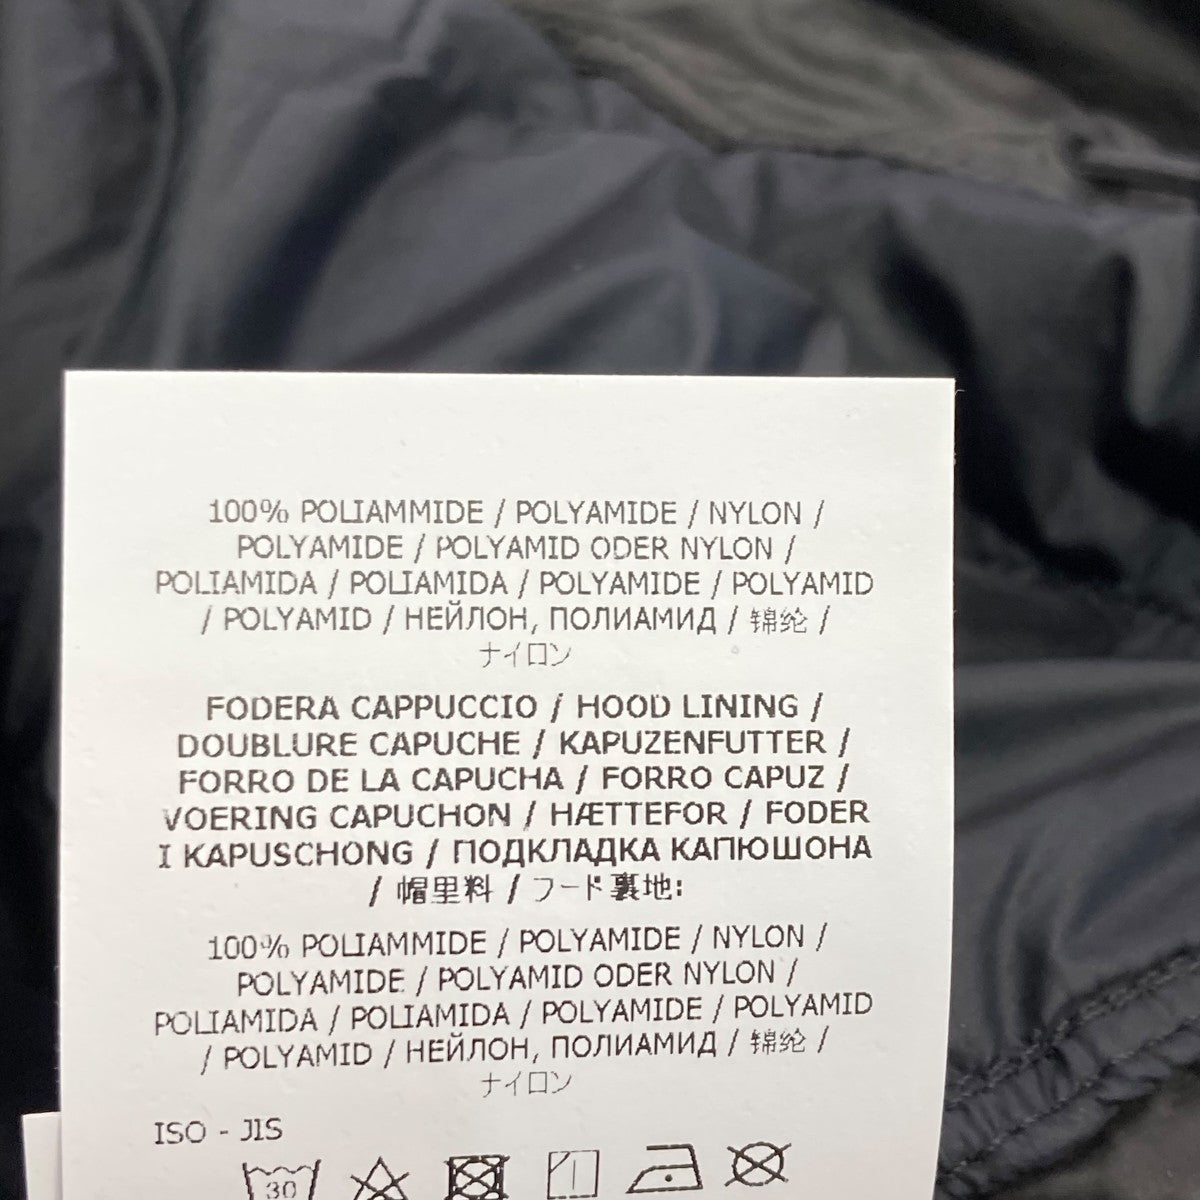 100% POLIAMMIDE / POLYAMIDE / NYLON /
POLYAMIDE / POLYAMID ODER NYLON /
POLIAMIDA / POLIAMIDA / POLYAMIDE / POLYAMID
/ POLYAMID / НЕЙЛОН, ПОЛИАМИД / 锦纶 /
ナイロン
FODERA CAPPUCCIO / HOOD LINING /
DOUBLURE CAPUCHE / KAPUZENFUTTER /
FORRO DE LA CAPUCHA / FORRO CAPUZ /
VOERING CAPUCHON / HÆTTEFOR / FODER
I KAPUSCHONG / ПОДКЛАДКА КАПЮШОНА
/ 帽里料 / フード裏地:
100% POLIAMMIDE / POLYAMIDE / NYLON /
POLYAMIDE / POLYAMID ODER NYLON /
POLIAMIDA / POLIAMIDA / POLYAMIDE / POLYAMID
/ POLYAMID / НЕЙЛОН, ПОЛИАМИД / 锦纶 /
ナイロン
ISO - JIS
30